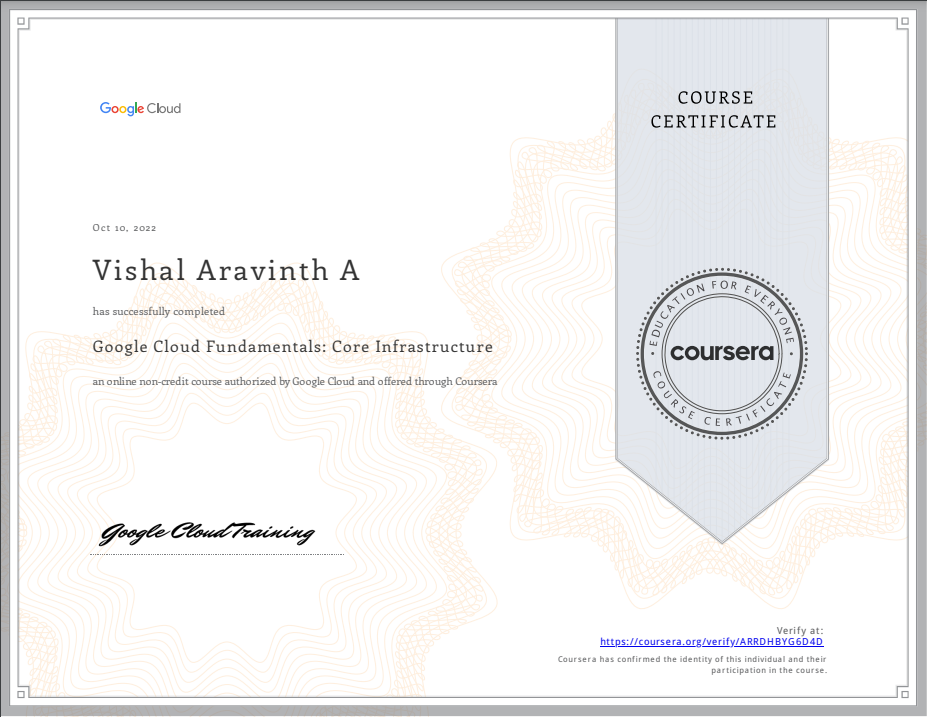 Google Cloud
COURSE
CERTIFICATE
Oct 10, 2022
Vishal Aravinth A
has successfully completed
Google Cloud Fundamentals: Core Infrastructure
an online non-credit course authorized by Google Cloud and offered through Coursera
EDUCATION FOR EVERYONE
coursera
COURSE CERTIFICATE
Google Cloud Training
Verify at:
https://coursera.org/verify/ARRDHBYG6D4D
Coursera has confirmed the identity of this individual and their
participation in the course.